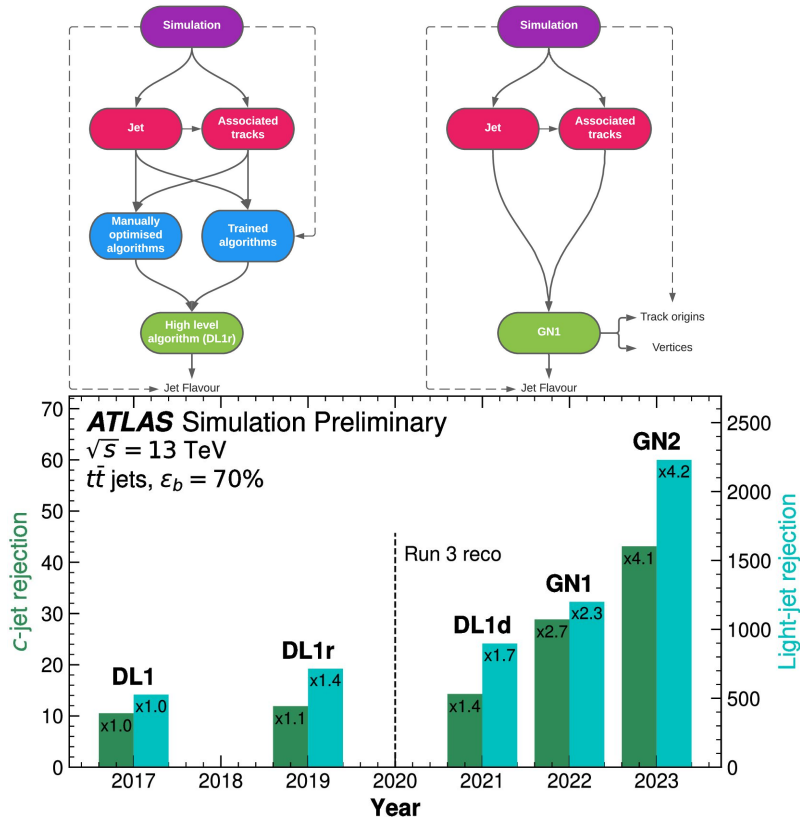 Simulation
Jet
Associated
tracks
Manually
optimised
algorithms
Trained
algorithms
High level
algorithm (DL1r)
Jet Flavour
Simulation
Jet
Associated
tracks
GN1
Track origins
Vertices
Jet Flavour
ATLAS Simulation Preliminary
√s = 13 TeV
tt̄ jets, εb = 70%
c-jet rejection
70
60
50
40
30
20
10
0
Run 3 reco
DL1
x1.0
x1.0
DL1r
x1.1
x1.4
DL1d
x1.4
x1.7
GN1
x2.7
x2.3
GN2
x4.1
x4.2
2500
2000
1500
1000
500
0
Light-jet rejection
2017 2018 2019 2020 2021 2022 2023
Year